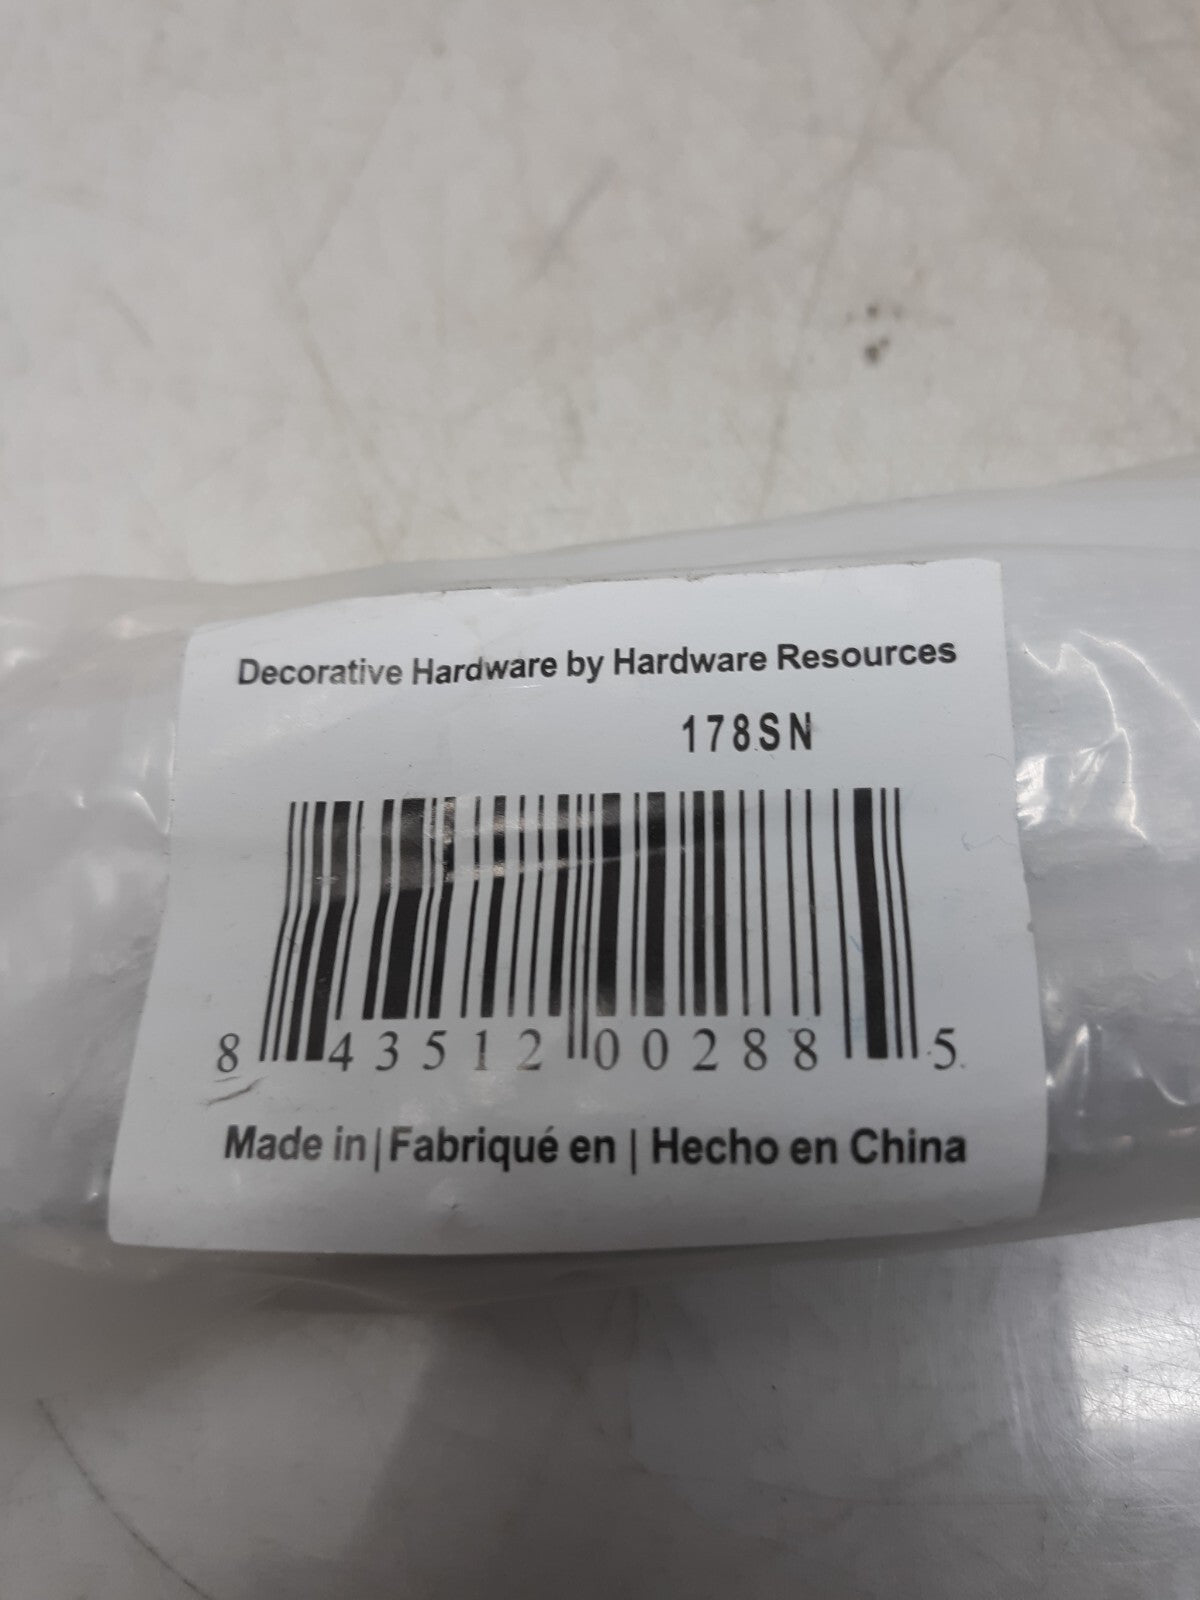 Decorative Hardware by Hardware Resources
178SN
8 43512 00288 5
Made in | Fabriqué en | Hecho en China